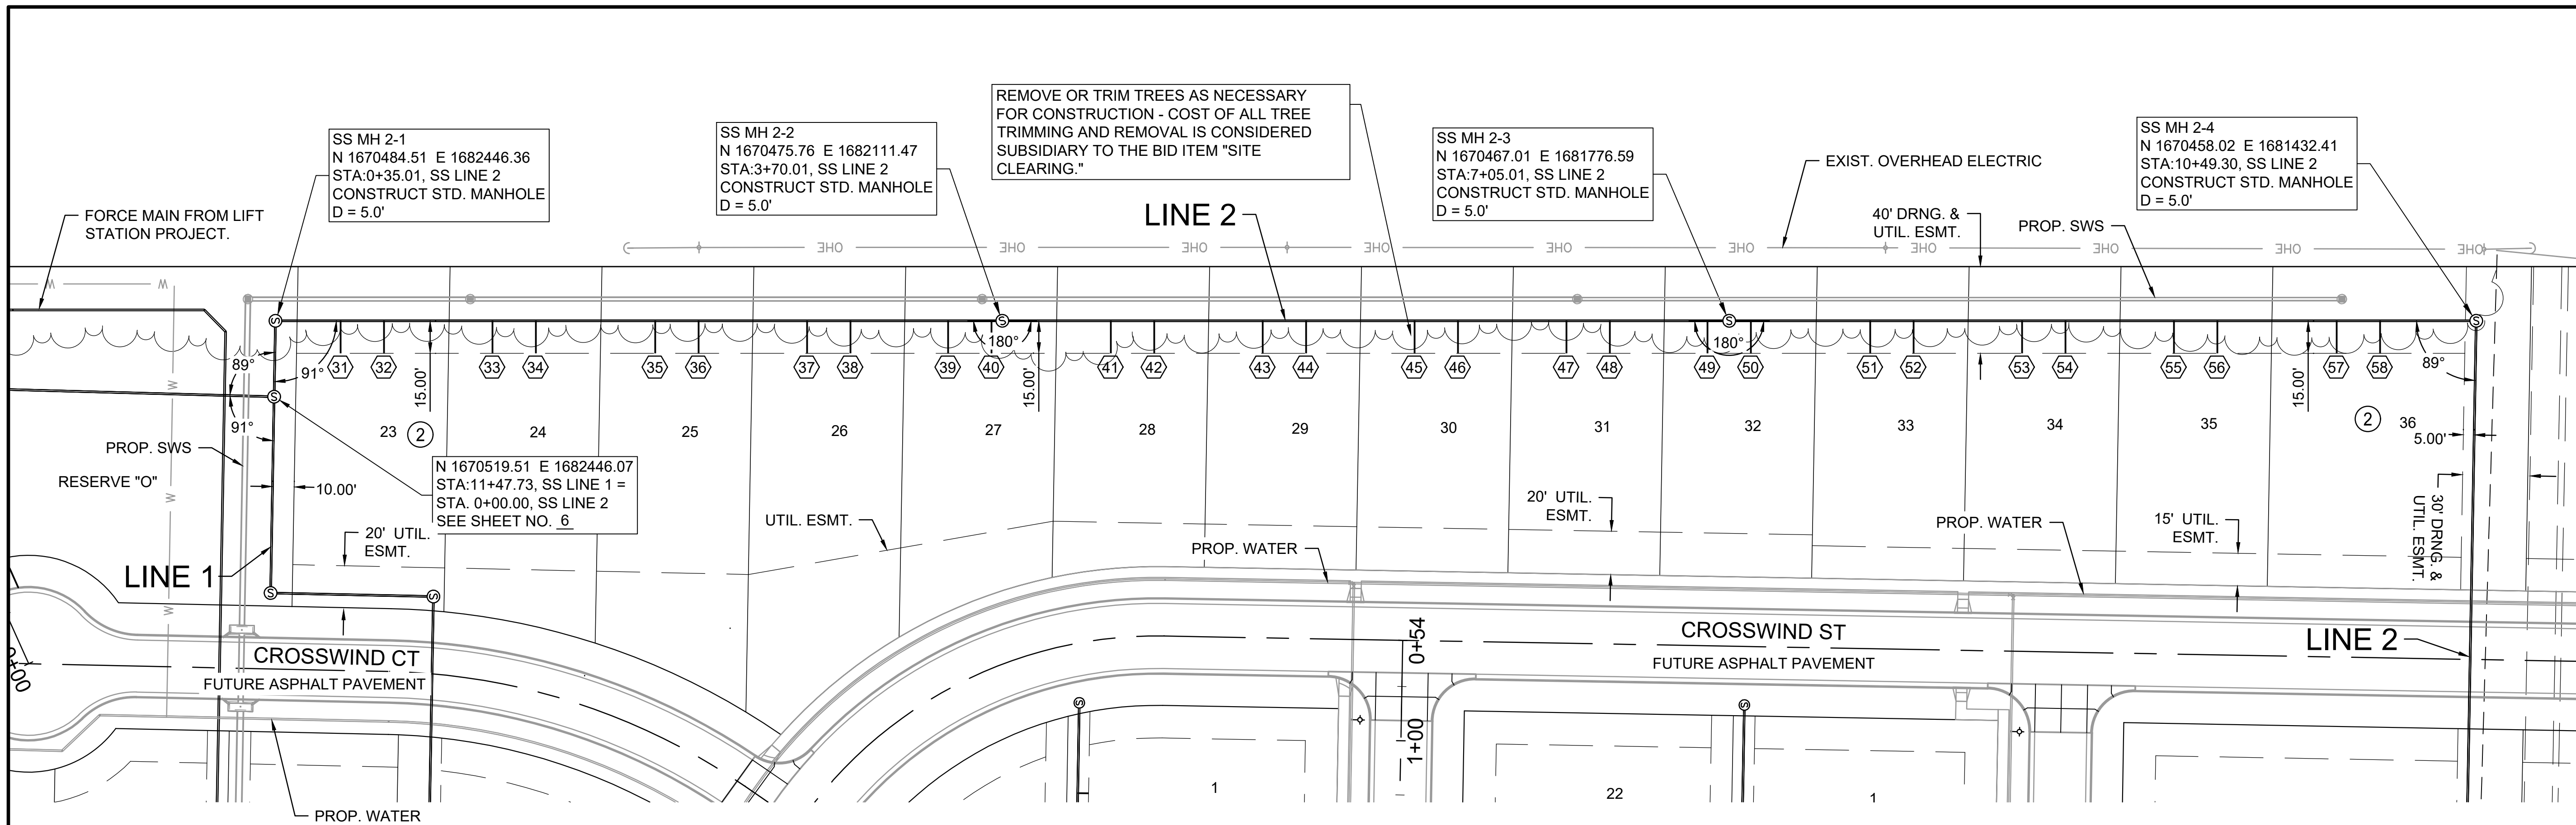 REMOVE OR TRIM TREES AS NECESSARY
FOR CONSTRUCTION - COST OF ALL TREE
TRIMMING AND REMOVAL IS CONSIDERED
SUBSIDIARY TO THE BID ITEM "SITE
CLEARING."
SS MH 2-1
N 1670484.51 E 1682446.36
STA:0+35.01, SS LINE 2
CONSTRUCT STD. MANHOLE
D = 5.0'
SS MH 2-2
N 1670475.76 E 1682111.47
STA:3+70.01, SS LINE 2
CONSTRUCT STD. MANHOLE
D = 5.0'
SS MH 2-3
N 1670467.01 E 1681776.59
STA:7+05.01, SS LINE 2
CONSTRUCT STD. MANHOLE
D = 5.0'
SS MH 2-4
N 1670458.02 E 1681432.41
STA:10+49.30, SS LINE 2
CONSTRUCT STD. MANHOLE
D = 5.0'
EXIST. OVERHEAD ELECTRIC
FORCE MAIN FROM LIFT
STATION PROJECT.
LINE 2
40' DRNG. &
UTIL. ESMT.
PROP. SWS
OHE OHE OHE OHE OHE OHE OHE OHE OHE OHE
W W
S S S S
89° 91° 180° 180° 89°
31 32 33 34 35 36 37 38 39 40 41 42 43 44 45 46 47 48 49 50 51 52 53 54 55 56 57 58
15.00' 15.00' 15.00'
W
S
91°
23 2 24 25 26 27 28 29 30 31 32 33 34 35 2 36
5.00'
PROP. SWS
RESERVE "O"
W
10.00'
N 1670519.51 E 1682446.07
STA:11+47.73, SS LINE 1 =
STA. 0+00.00, SS LINE 2
SEE SHEET NO. 6
20' UTIL.
ESMT.
UTIL. ESMT.
20' UTIL.
ESMT.
PROP. WATER
PROP. WATER
15' UTIL.
ESMT.
30' DRNG. &
UTIL. ESMT.
LINE 1
S S
W
CROSSWIND CT
FUTURE ASPHALT PAVEMENT
0+54
CROSSWIND ST
FUTURE ASPHALT PAVEMENT
LINE 2
S S
1+00
1 22 1
PROP. WATER